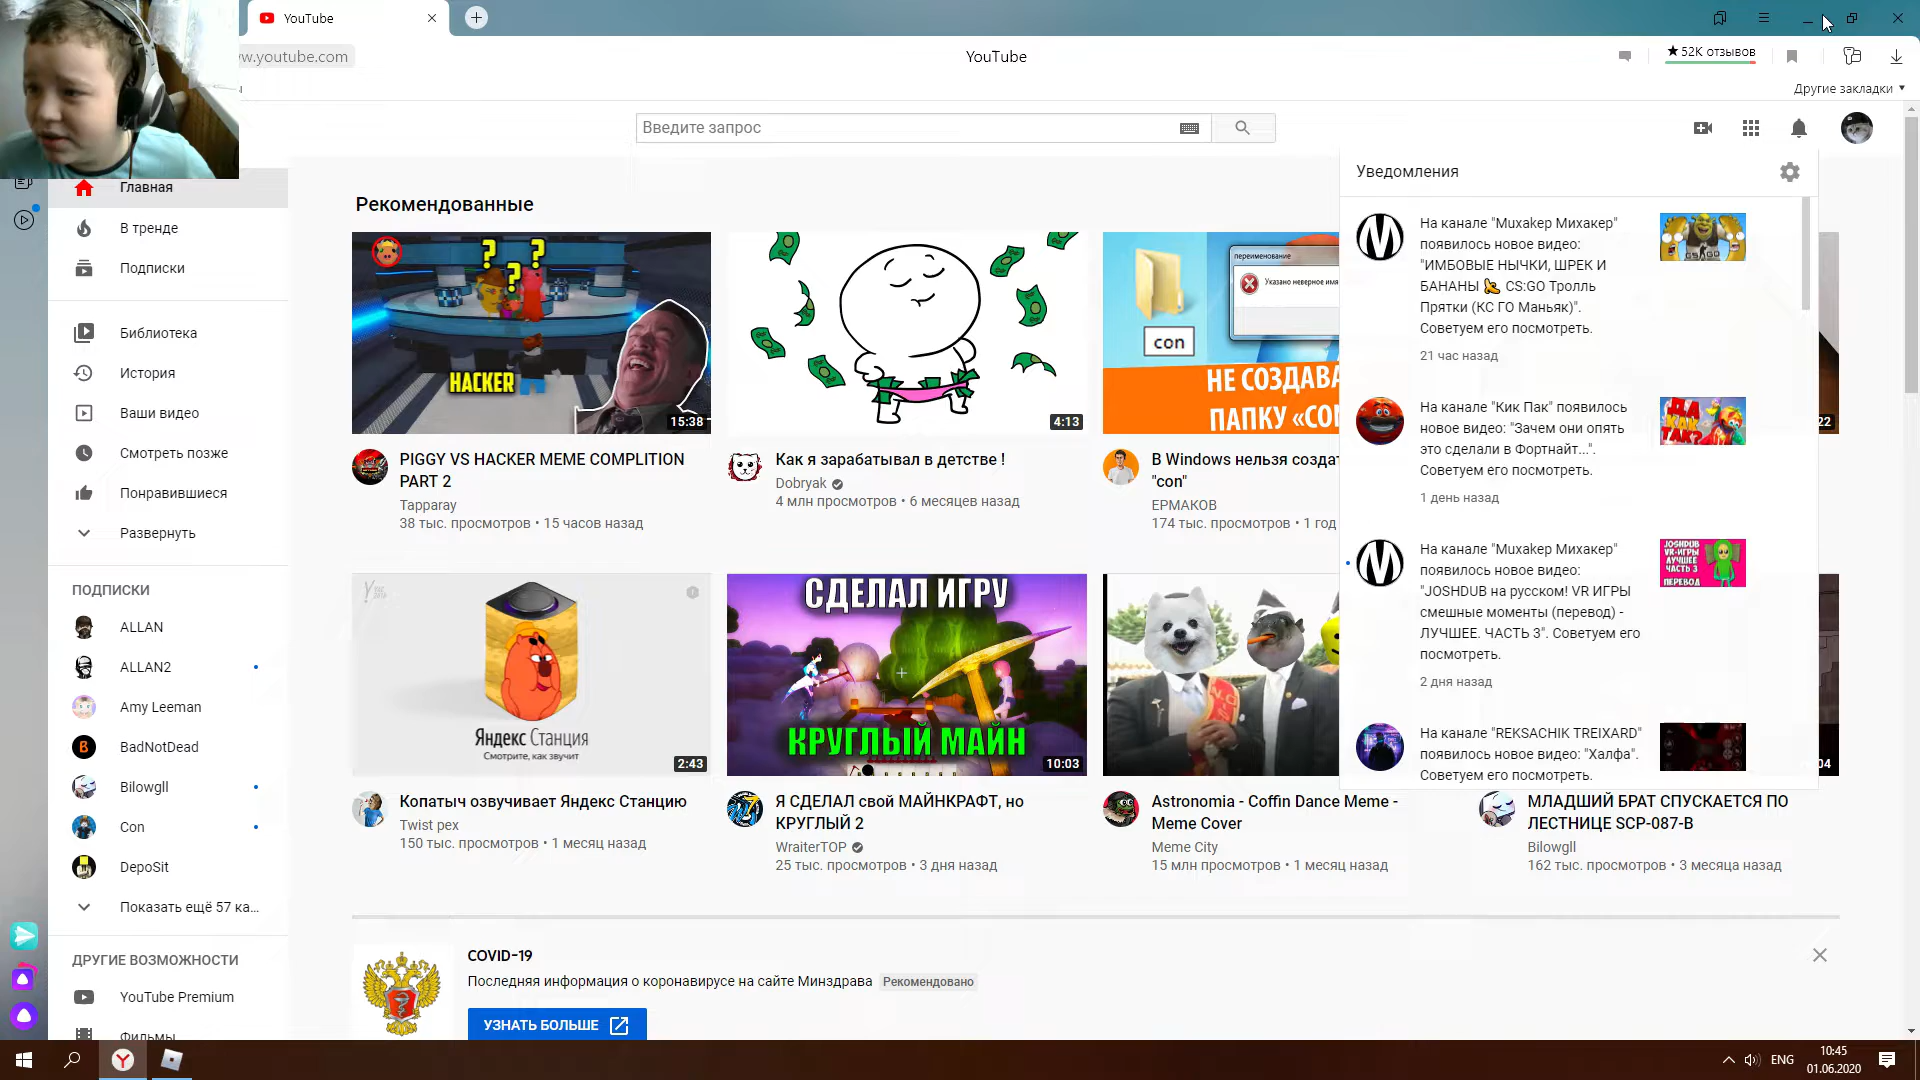 YouTube
ww.youtube.com
YouTube
52K отзывов
Другие закладки
Введите запрос
Главная
В тренде
Подписки
Библиотека
История
Ваши видео
Смотреть позже
Понравившиеся
Развернуть
ПОДПИСКИ
ALLAN
ALLAN2
Amy Leeman
BadNotDead
Bilowgll
Con
DepoSit
Показать ещё 57 ка...
ДРУГИЕ ВОЗМОЖНОСТИ
YouTube Premium
Фильмы
Рекомендованные
? ? ?
HACKER
15:38
PIGGY VS HACKER MEME COMPLITION
PART 2
Tapparay
38 тыс. просмотров • 15 часов назад
4:13
Как я зарабатывал в детстве !
Dobryak
4 млн просмотров • 6 месяцев назад
переименование
Указано неверное имя
con
НЕ СОЗДАВА
ПАПКУ «CON
В Windows нельзя создат
"con"
ЕРМАКОВ
174 тыс. просмотров • 1 год
22
Яндекс Станция
Смотрите, как звучит
2:43
Копатыч озвучивает Яндекс Станцию
Twist pex
150 тыс. просмотров • 1 месяц назад
СДЕЛАЛ ИГРУ
КРУГЛЫЙ МАЙН
10:03
Я СДЕЛАЛ свой МАЙНКРАФТ, но
КРУГЛЫЙ 2
WraiterTOP
25 тыс. просмотров • 3 дня назад
Astronomia - Coffin Dance Meme -
Meme Cover
Meme City
15 млн просмотров • 1 месяц назад
04
МЛАДШИЙ БРАТ СПУСКАЕТСЯ ПО
ЛЕСТНИЦЕ SCP-087-B
Bilowgll
162 тыс. просмотров • 3 месяца назад
Уведомления
На канале "Михакер Михакер"
появилось новое видео:
"ИМБОВЫЕ НЫЧКИ, ШРЕК И
БАНАНЫ 🍌 CS:GO Тролль
Прятки (КС ГО Маньяк)".
Советуем его посмотреть.
21 час назад
CS:GO
На канале "Кик Пак" появилось
новое видео: "Зачем они опять
это сделали в Фортнайт...".
Советуем его посмотреть.
1 день назад
ДА
КАК
ТАК?
На канале "Михакер Михакер"
появилось новое видео:
"JOSHDUB на русском! VR ИГРЫ
смешные моменты (перевод) -
ЛУЧШЕЕ. ЧАСТЬ 3". Советуем его
посмотреть.
2 дня назад
JOSHDUB
VR-ИГРЫ
ЛУЧШЕЕ
ЧАСТЬ 3
ПЕРЕВОД
На канале "REKSACHIK TREIXARD"
появилось новое видео: "Халфа".
Советуем его посмотреть.
COVID-19
Последняя информация о коронавирусе на сайте Минздрава
Рекомендовано
УЗНАТЬ БОЛЬШЕ
ENG
10:45
01.06.2020